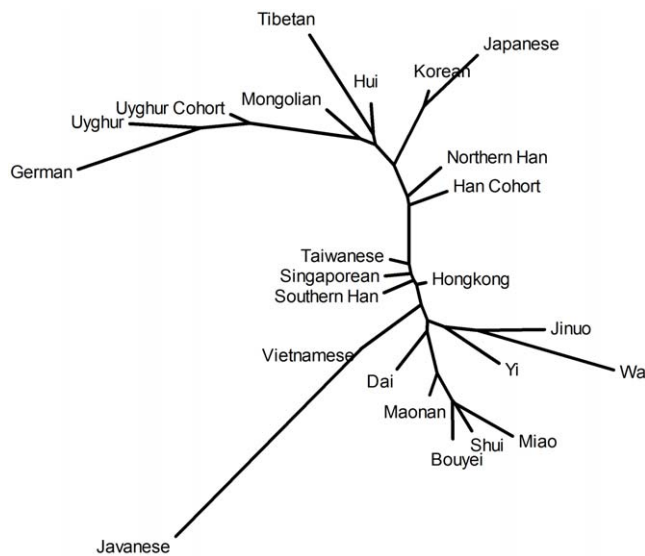 Tibetan
Japanese
Korean
Hui
Mongolian
Uyghur Cohort
Uyghur
German
Northern Han
Han Cohort
Taiwanese
Singaporean
Hongkong
Southern Han
Jinuo
Vietnamese
Yi
Wa
Dai
Maonan
Miao
Shui
Bouyei
Javanese